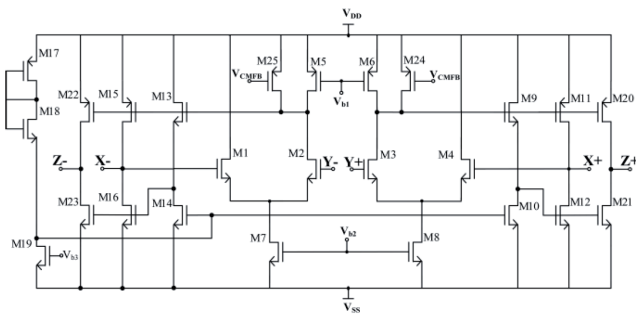 VDD
M17
M25
M5
M6
M24
VCMFB
VCMFB
Vb1
M18
M22
M15
M13
M9
M11
M20
Z-
X-
M1
M2
Y-
Y+
M3
M4
X+
Z+
M23
M16
M14
M10
M12
M21
M19
Vb3
M7
Vb2
M8
VSS